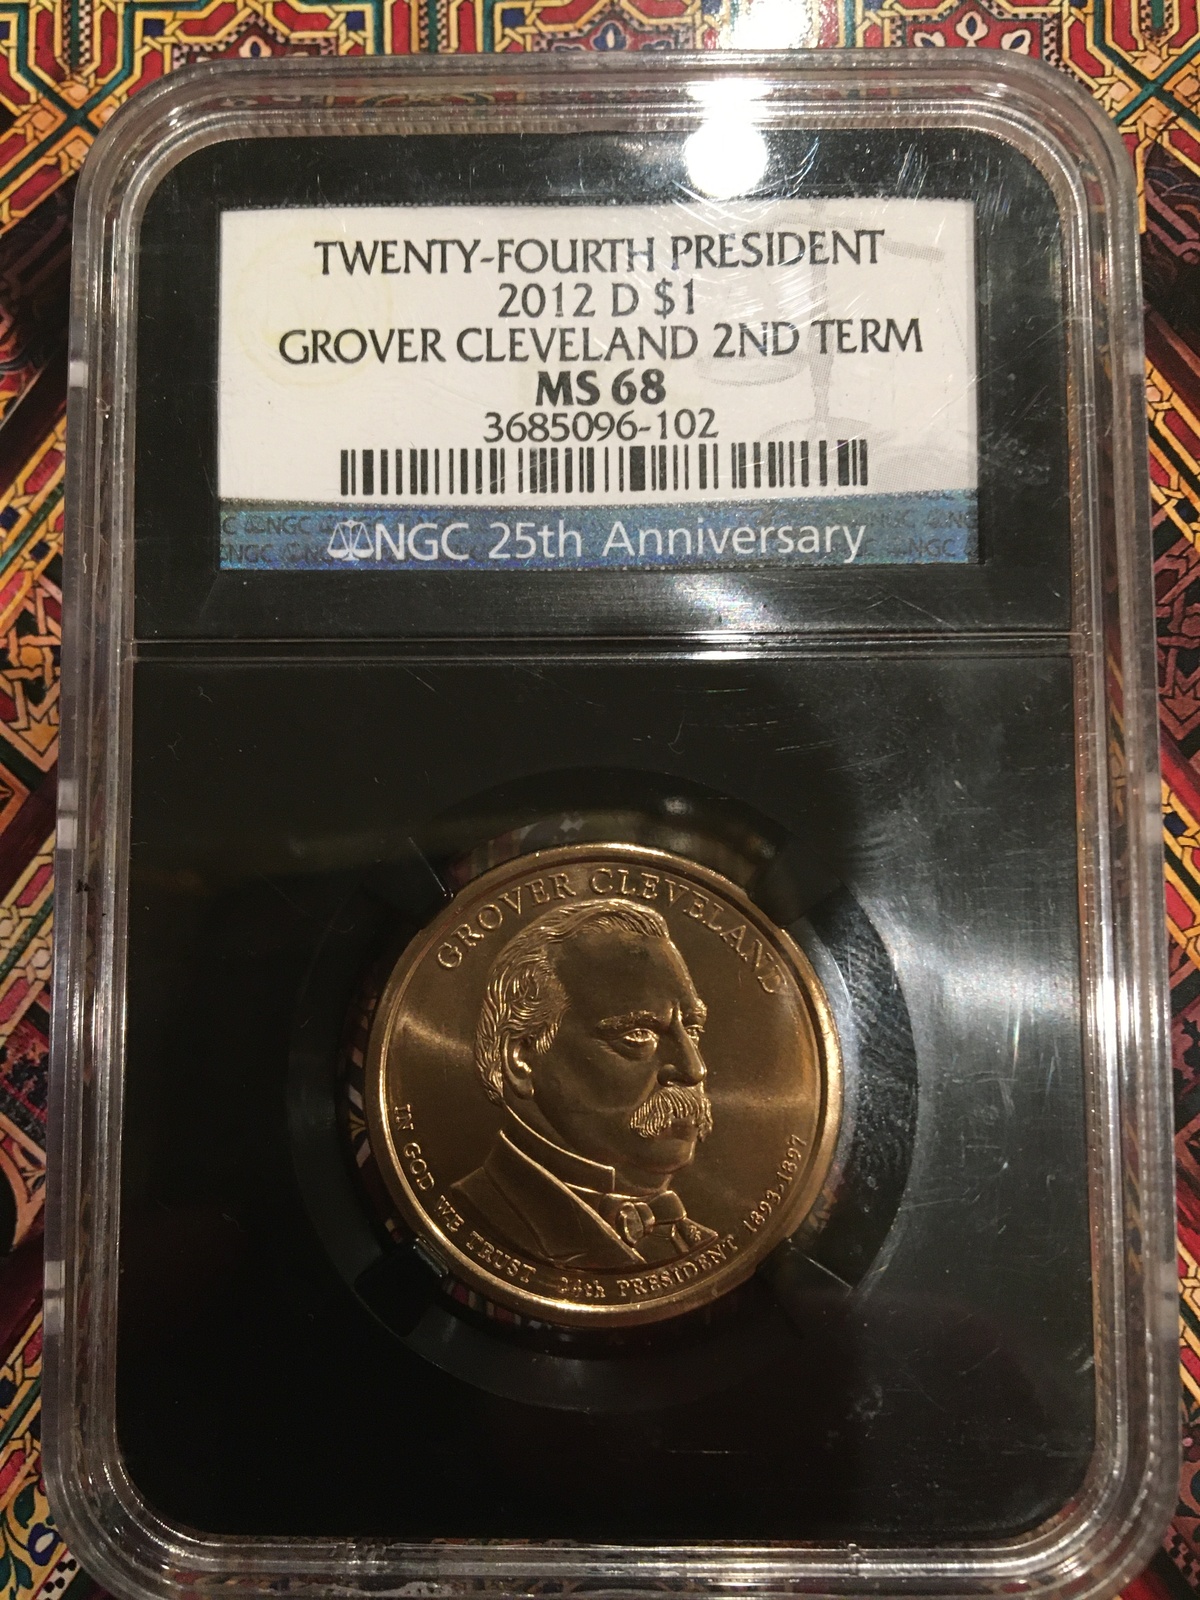 TWENTY-FOURTH PRESIDENT
2012 D $1
GROVER CLEVELAND 2ND TERM
MS 68
3685096-102
NGC 25th Anniversary
GROVER CLEVELAND
IN GOD WE TRUST 24th PRESIDENT 1893-1897